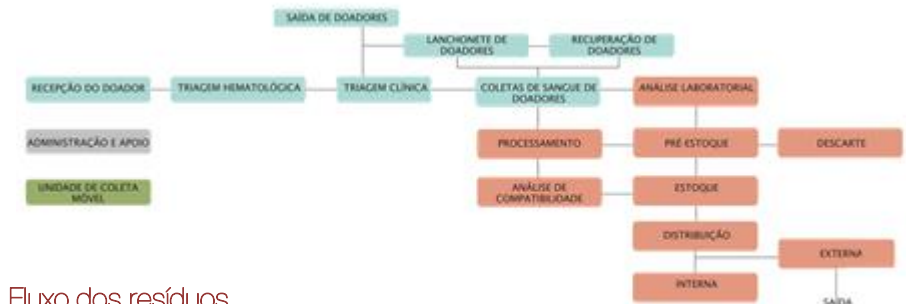 SAÍDA DE DOADORES
LANCHONETE DE
DOADORES
RECUPERAÇÃO DE
DOADORES
RECEPÇÃO DO DOADOR
TRIAGEM HEMATOLÓGICA
TRIAGEM CLÍNICA
COLETAS DE SANGUE DE
DOADORES
ANÁLISE LABORATORIAL
ADMINISTRAÇÃO E APOIO
PROCESSAMENTO
PRÉ-ESTOQUE
DESCARTE
UNIDADE DE COLETA
MÓVEL
ANÁLISE DE
COMPATIBILIDADE
ESTOQUE
DISTRIBUIÇÃO
EXTERNA
INTERNA
SAÍDA
Fluxo dos resíduos